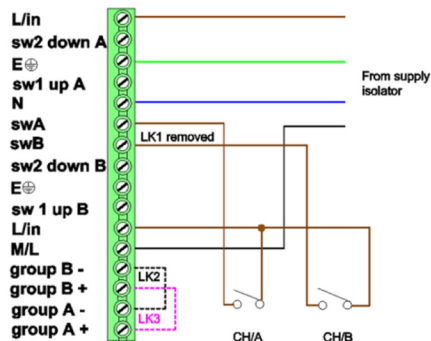 L/in
sw2 down A
E
sw1 up A
N
swA
swB
sw2 down B
E
sw 1 up B
L/in
M/L
group B -
group B +
group A -
group A +
From supply
isolator
LK1 removed
LK2
LK3
CH/A
CH/B